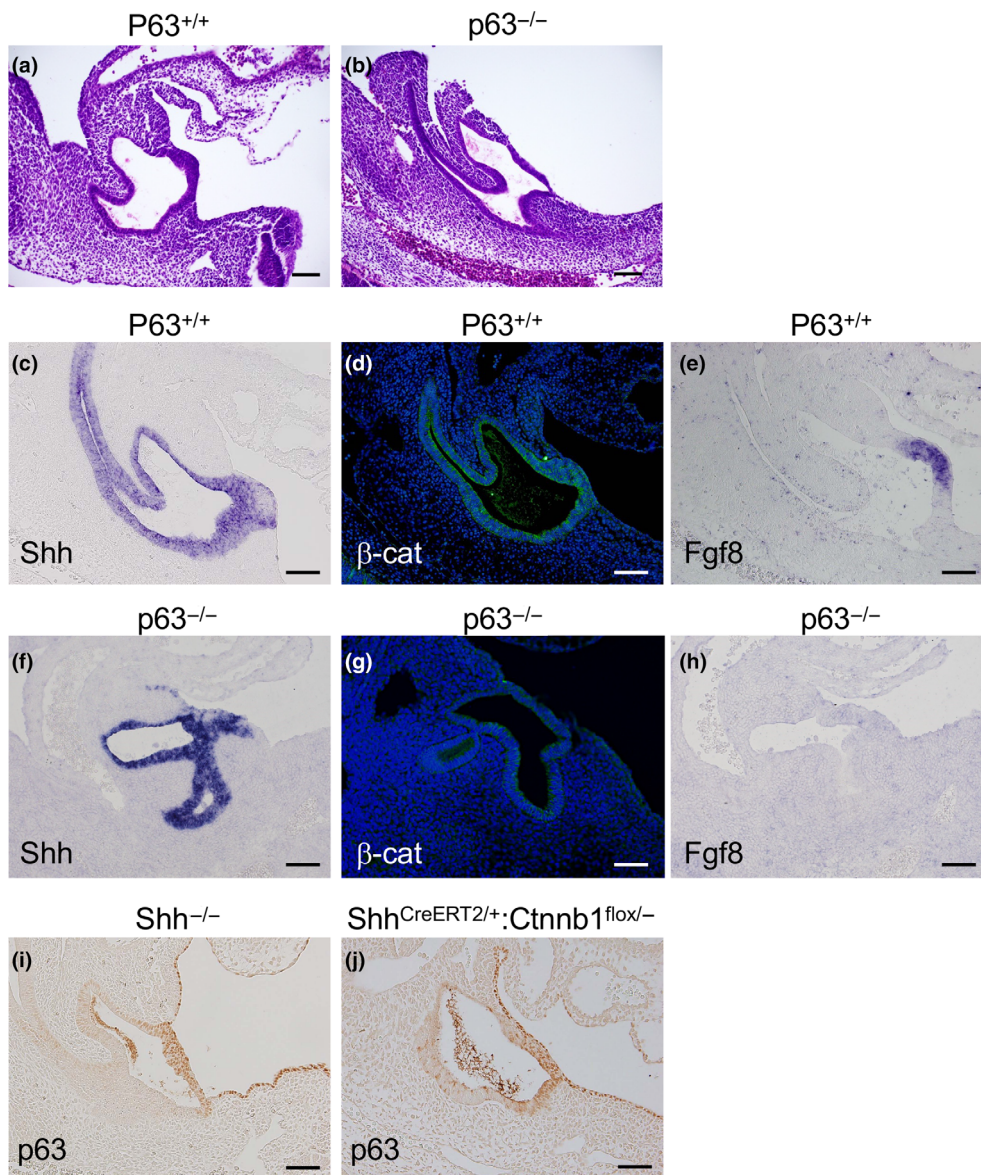 P63+/+ p63−/−
(a) (b)
P63+/+ P63+/+ P63+/+
(c) (d) (e)
Shh β-cat Fgf8
p63−/− p63−/− p63−/−
(f) (g) (h)
Shh β-cat Fgf8
Shh−/− ShhCreERT2/+:Ctnnb1flox/−
(i) (j)
p63 p63